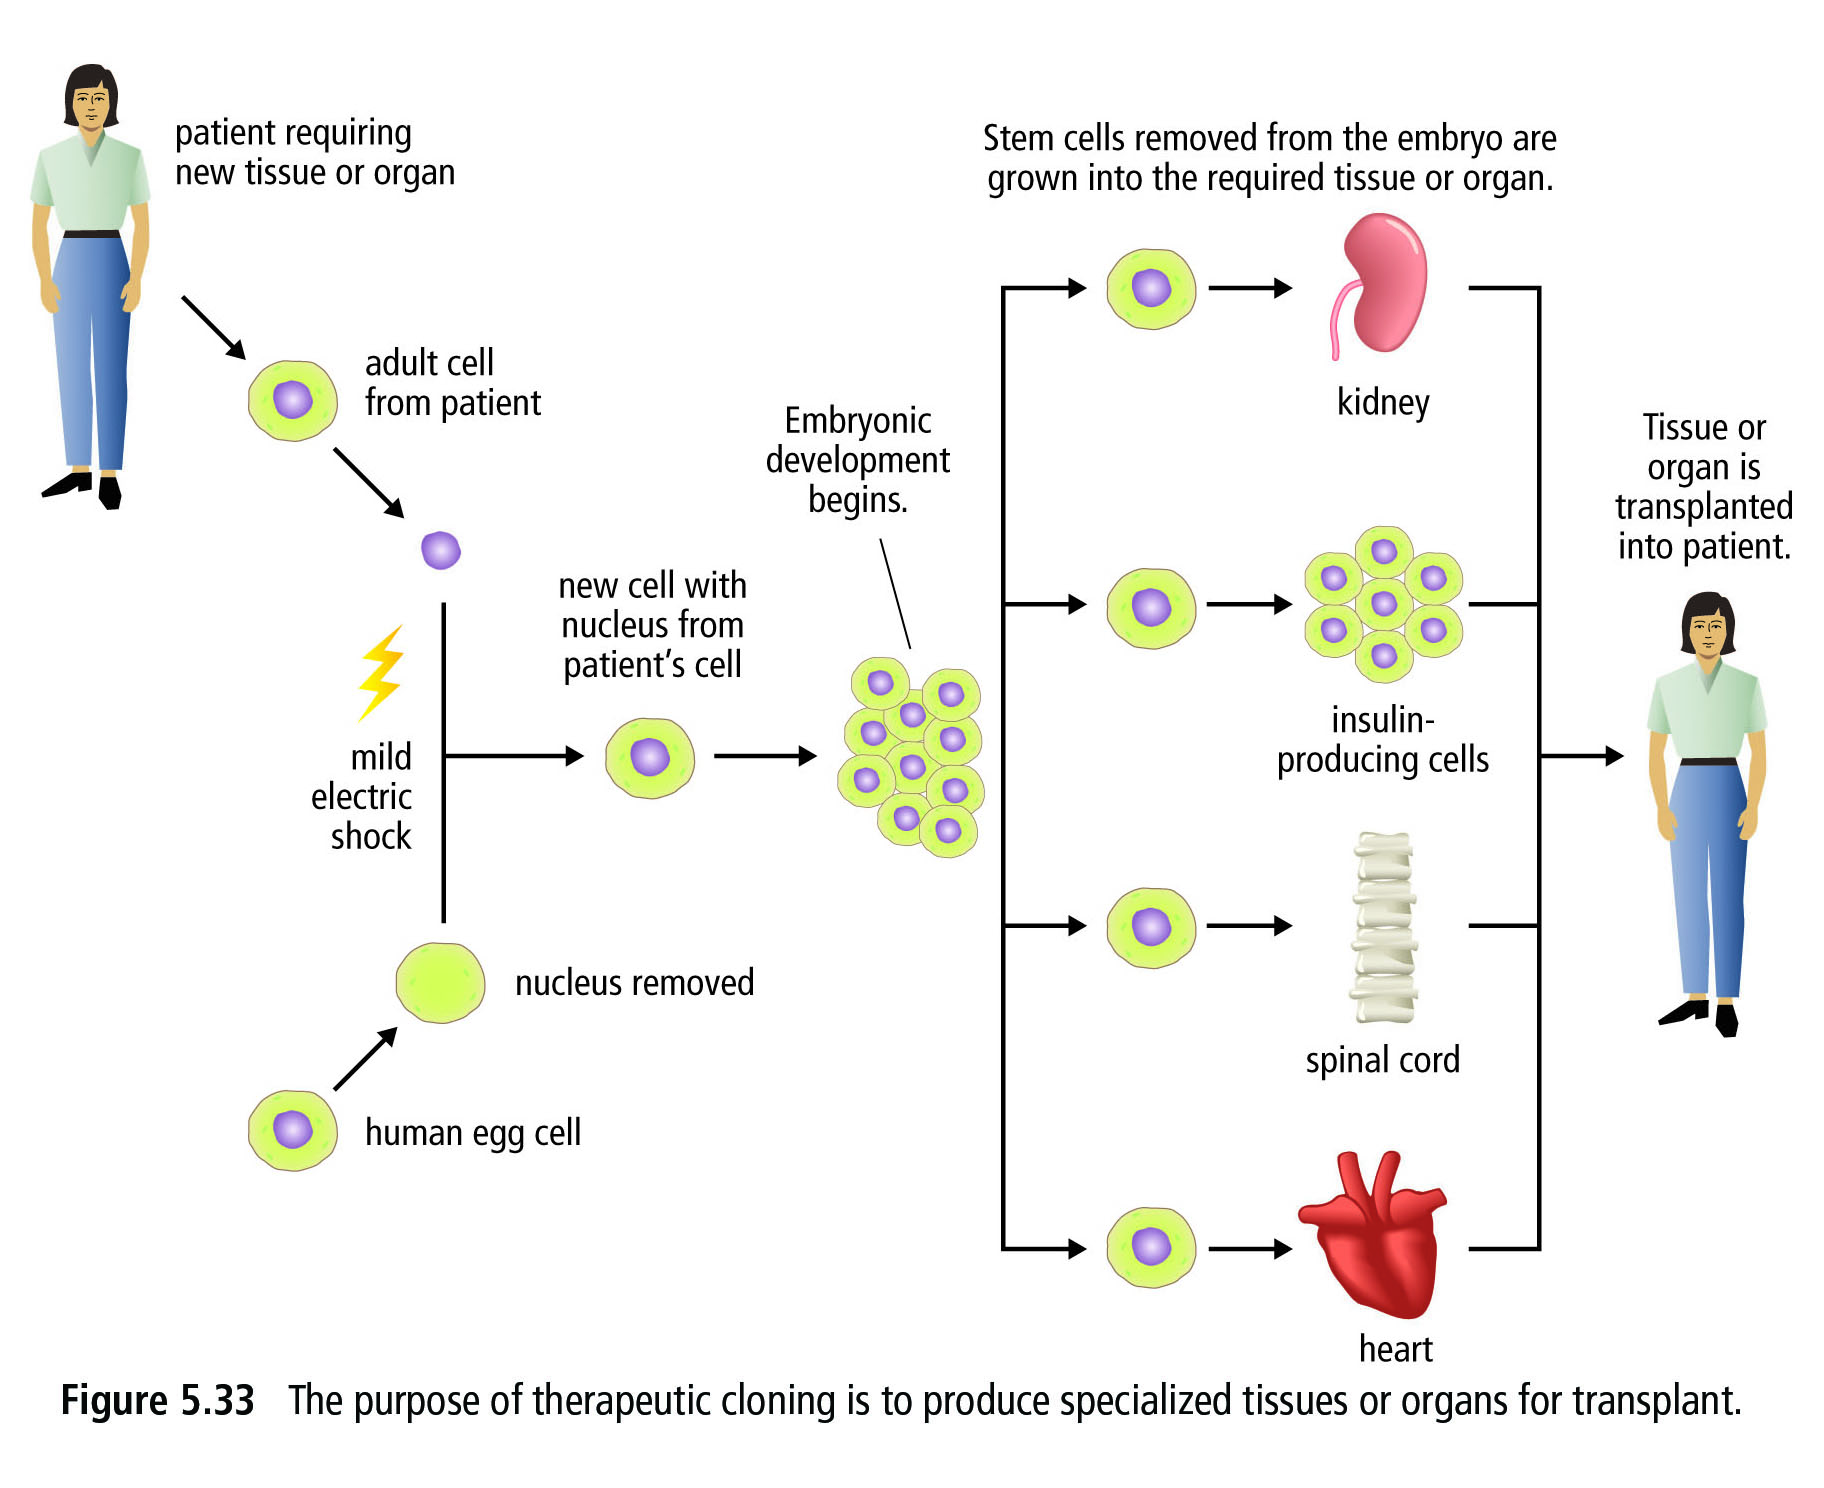 patient requiring
new tissue or organ
adult cell
from patient
mild
electric
shock
nucleus removed
human egg cell
new cell with
nucleus from
patient's cell
Embryonic
development
begins.
Stem cells removed from the embryo are
grown into the required tissue or organ.
kidney
insulin-
producing cells
spinal cord
heart
Tissue or
organ is
transplanted
into patient.
Figure 5.33 The purpose of therapeutic cloning is to produce specialized tissues or organs for transplant.